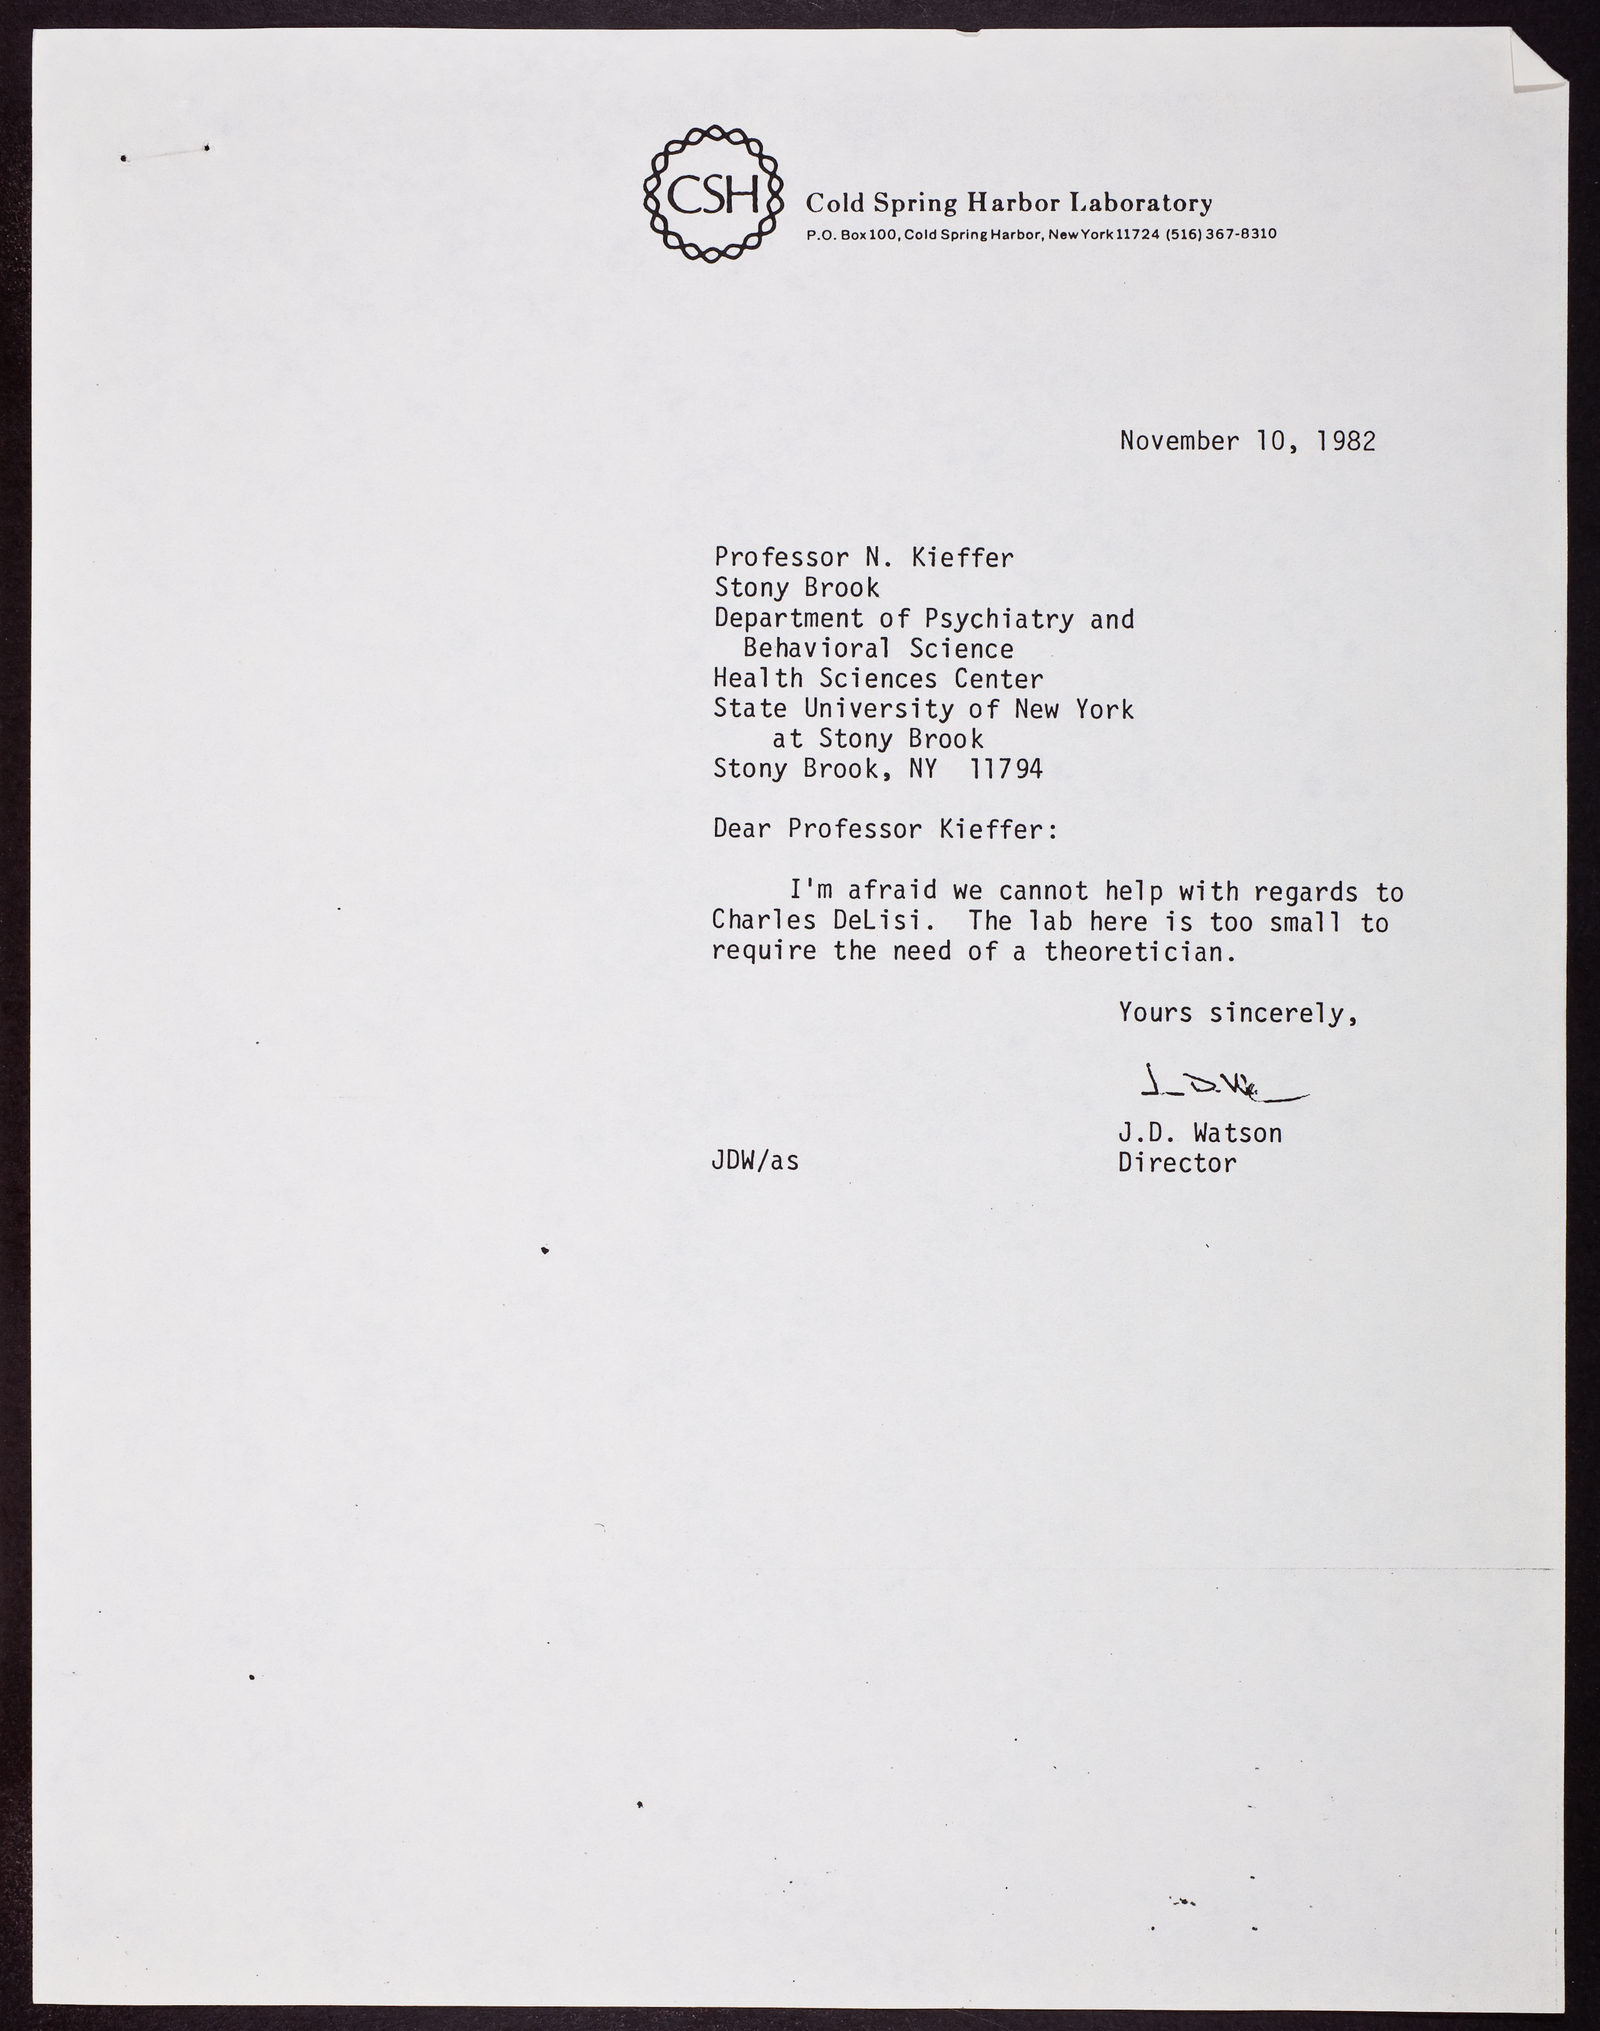 CSH
Cold Spring Harbor Laboratory
P.O. Box 100, Cold Spring Harbor, New York 11724 (516) 367-8310
November 10, 1982
Professor N. Kieffer
Stony Brook
Department of Psychiatry and
Behavioral Science
Health Sciences Center
State University of New York
at Stony Brook
Stony Brook, NY 11794
Dear Professor Kieffer:
I'm afraid we cannot help with regards to
Charles DeLisi. The lab here is too small to
require the need of a theoretician.
Yours sincerely,
J.D. Wa
J.D. Watson
JDW/as
Director